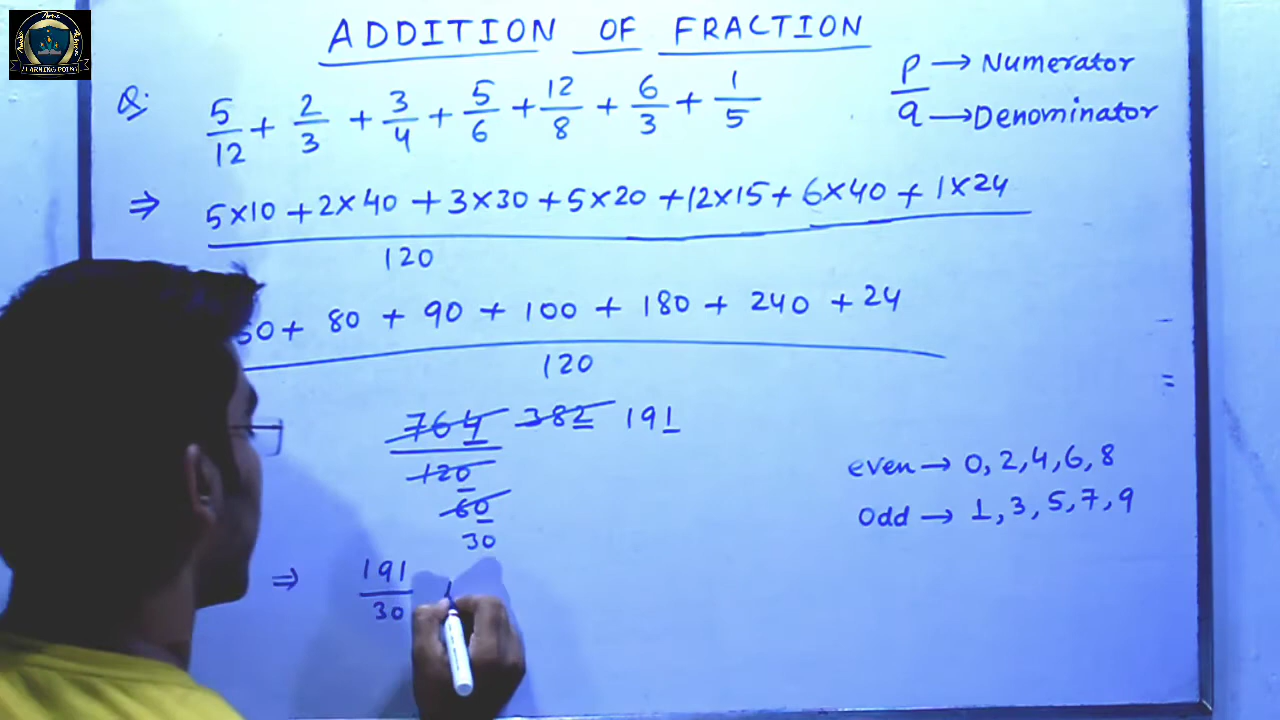 LEARNING POINT
ADDITION OF FRACTION
Q. 5/12 + 2/3 + 3/4 + 5/6 + 12/8 + 6/3 + 1/5
p/q
p → Numerator
q → Denominator
⇒ 5×10 + 2×40 + 3×30 + 5×20 + 12×15 + 6×40 + 1×24
120
50 + 80 + 90 + 100 + 180 + 240 + 24
120
764 382 191
120
60
30
⇒ 191/30
=
even → 0, 2, 4, 6, 8
odd → 1, 3, 5, 7, 9